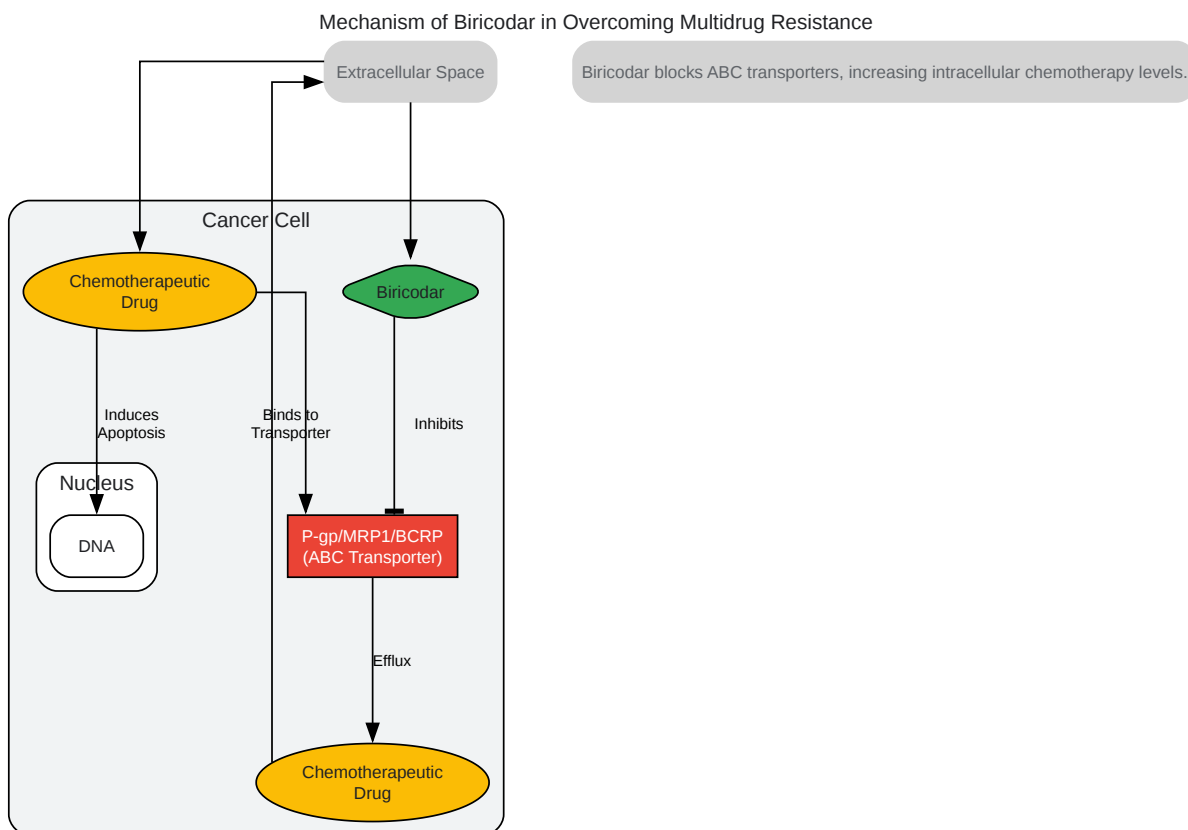 Mechanism of Biricodar in Overcoming Multidrug Resistance
Extracellular Space
Biricodar blocks ABC transporters, increasing intracellular chemotherapy levels.
Cancer Cell
Chemotherapeutic
Drug
Biricodar
Induces
Apoptosis
Binds to
Transporter
Inhibits
Nucleus
DNA
P-gp/MRP1/BCRP
(ABC Transporter)
Efflux
Chemotherapeutic
Drug